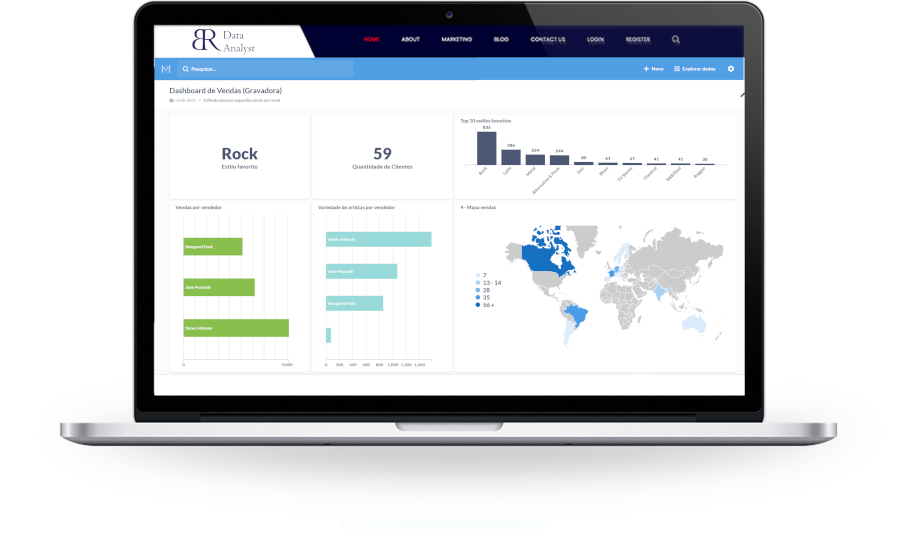 BR Data
Analyst
HOME ABOUT MARKETING BLOG CONTACT US LOGIN REGISTER
Pesquisar...
Novo Explorar dados
Dashboard de Vendas (Gravadora)
Rock
Estilo favorito
59
Quantidade de Clientes
Top 10 estilos favoritos
835
386
264
244
80
61
47
41
41
30
Rock
Latin
Metal
Alternative & Punk
Jazz
Blues
TV Shows
Classical
R&B/Soul
Reggae
Vendas por vendedor
Margaret Park
Jane Peacock
Steve Johnson
0
Variedade de artistas por vendedor
Steve Johnson
Jane Peacock
Margaret Park
0 200 400 600 800 1,000 1,200 1,400
4 - Mapa vendas
7
13 - 14
28
35
56 +